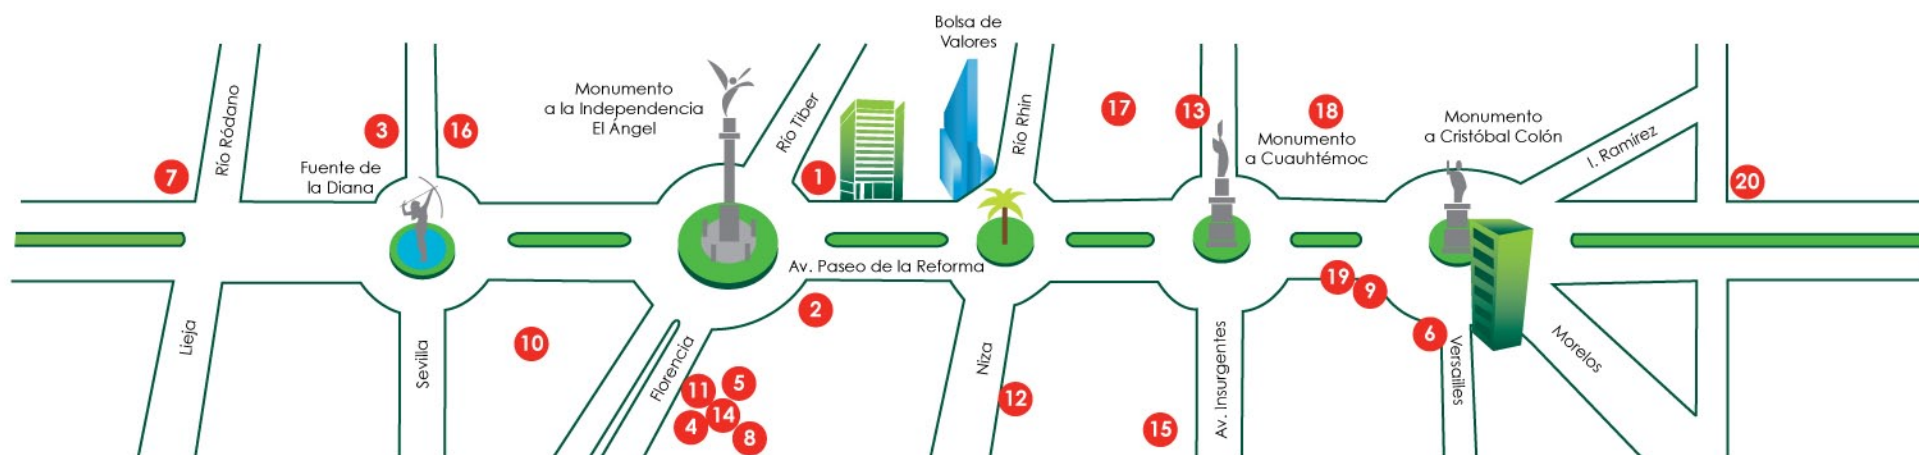 Bolsa de
Valores
Monumento
a la Independencia
El Ángel
Río Ródano
Río Tiber
Río Rhin
Fuente de
la Diana
Monumento
a Cuauhtémoc
Monumento
a Cristóbal Colón
I. Ramírez
3
16
17
13
18
7
1
20
Av. Paseo de la Reforma
19
9
2
6
10
Lieja
Sevilla
Florencia
Niza
Av. Insurgentes
Versailles
Morelos
11
5
14
4
8
12
15